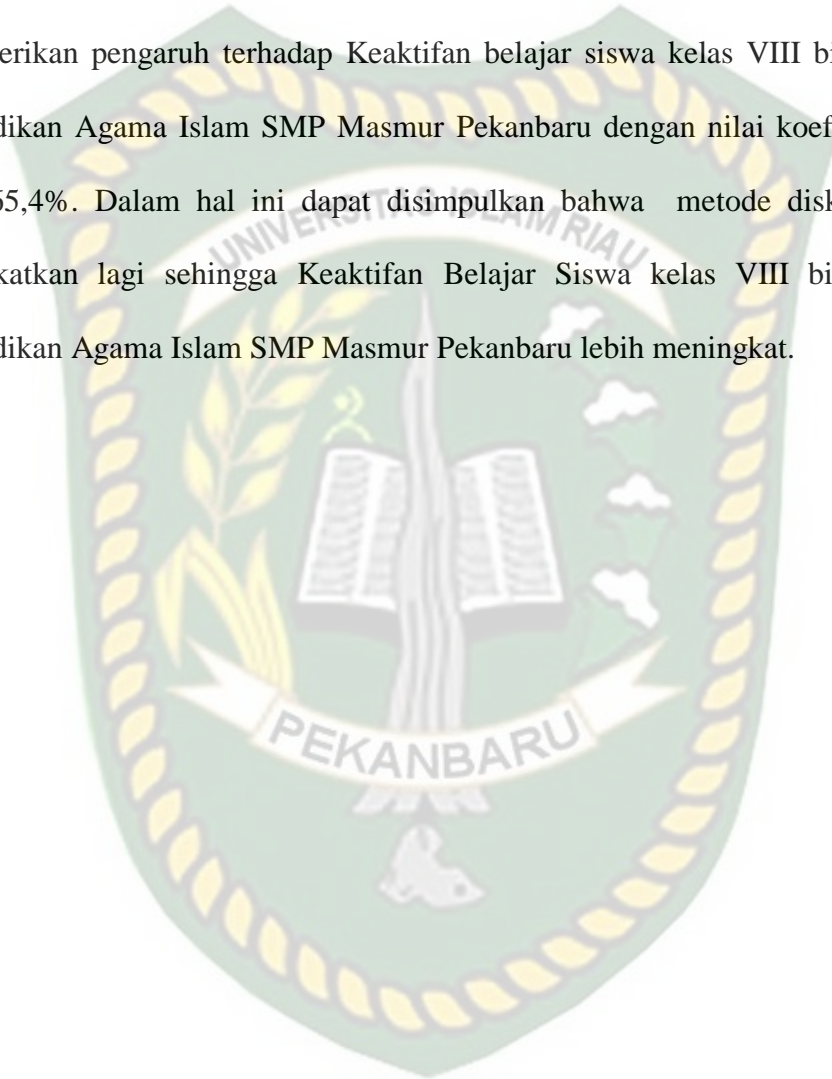 erikan pengaruh terhadap Keaktifan belajar siswa kelas VIII bi
dikan Agama Islam SMP Masmur Pekanbaru dengan nilai koef
65,4%. Dalam hal ini dapat disimpulkan bahwa metode disk
katkan lagi sehingga Keaktifan Belajar Siswa kelas VIII bi
dikan Agama Islam SMP Masmur Pekanbaru lebih meningkat.
UNIVERSITAS ISLAM RIAU
PEKANBARU